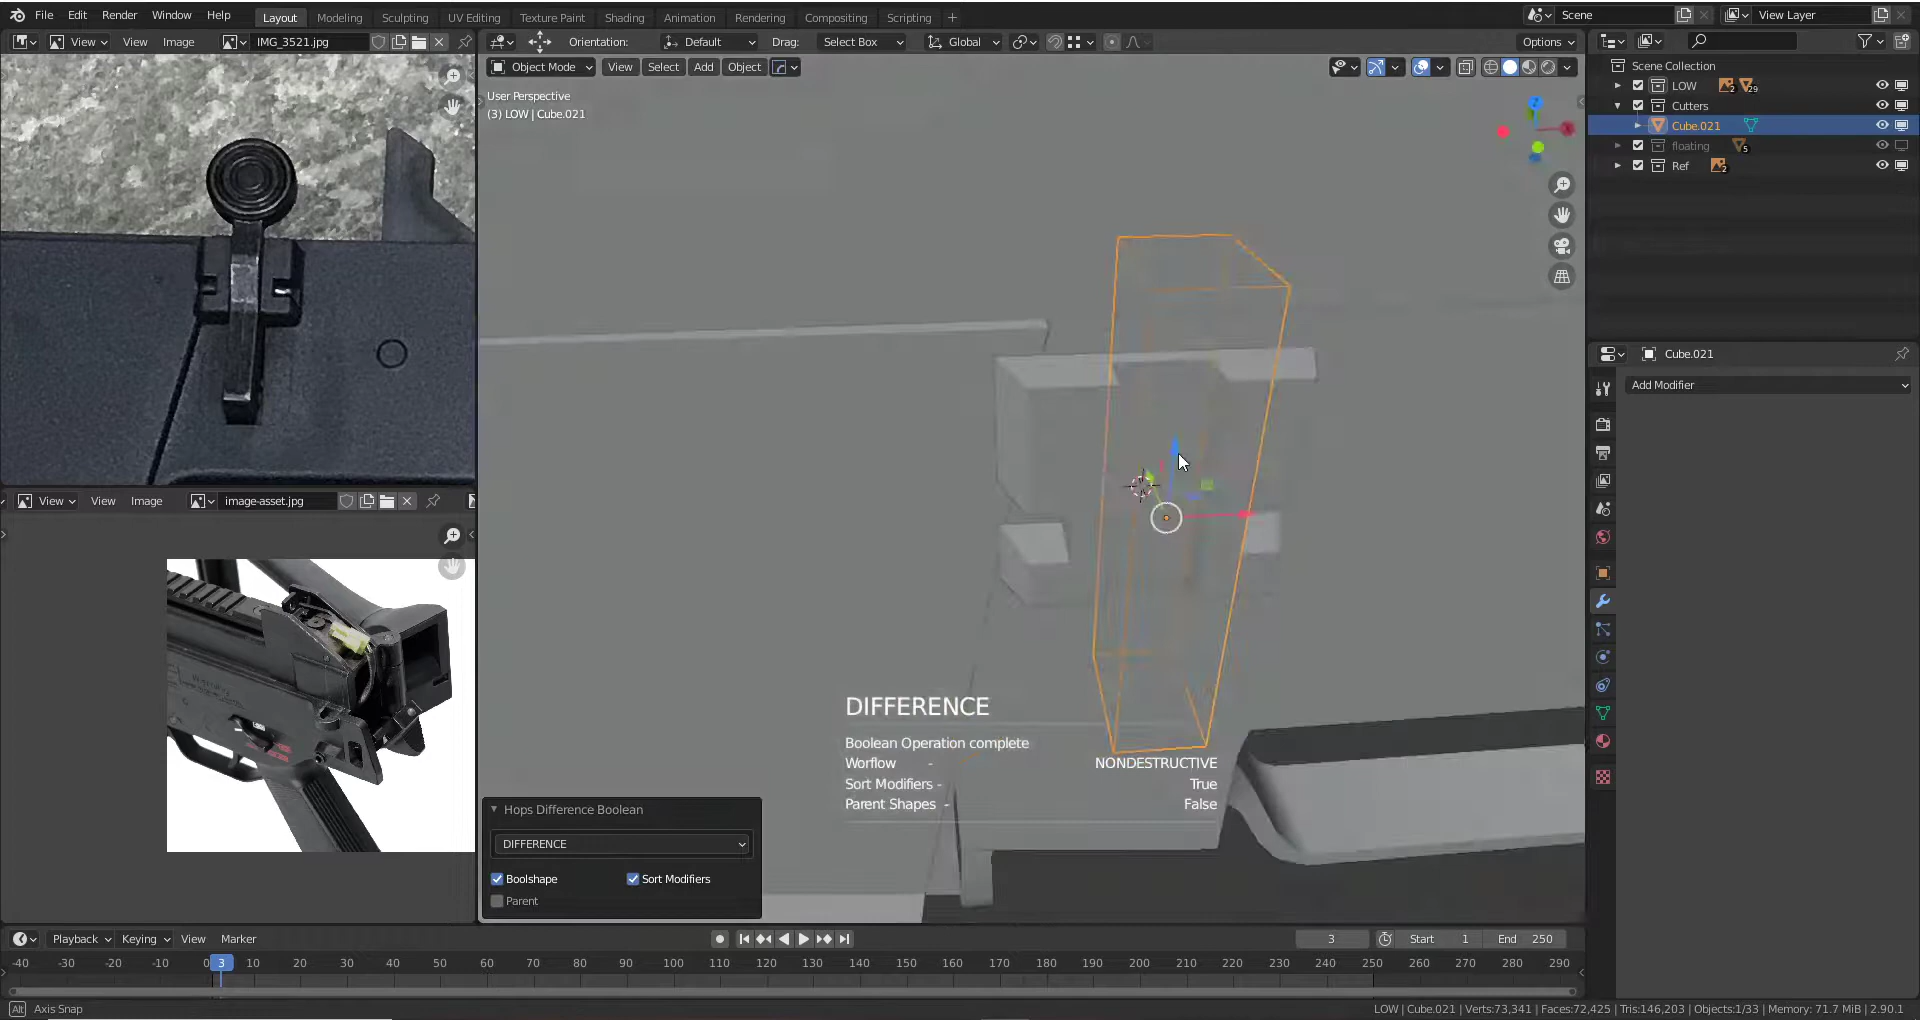 File Edit Render Window Help Layout Modeling Sculpting UV Editing Texture Paint Shading Animation Rendering Compositing Scripting + Scene View Layer
View View Image IMG_3521.jpg Orientation: Default Drag: Select Box Global Options
Object Mode View Select Add Object
User Perspective
(3) LOW | Cube.021
Z
Scene Collection
LOW 2 29
Cutters
Cube.021
floating 5
Ref 2
Cube.021
Add Modifier
View View Image image-asset.jpg
DIFFERENCE
Boolean Operation complete
Worflow - NONDESTRUCTIVE
Sort Modifiers - True
Parent Shapes - False
Hops Difference Boolean
DIFFERENCE
Boolshape Sort Modifiers
Parent
Playback Keying View Marker 3 Start 1 End 250
-40 -30 -20 -10 0 3 10 20 30 40 50 60 70 80 90 100 110 120 130 140 150 160 170 180 190 200 210 220 230 240 250 260 270 280 290
Alt Axis Snap LOW | Cube.021 | Verts:73,341 | Faces:72,425 | Tris:146,203 | Objects:1/33 | Memory: 71.7 MiB | 2.90.1